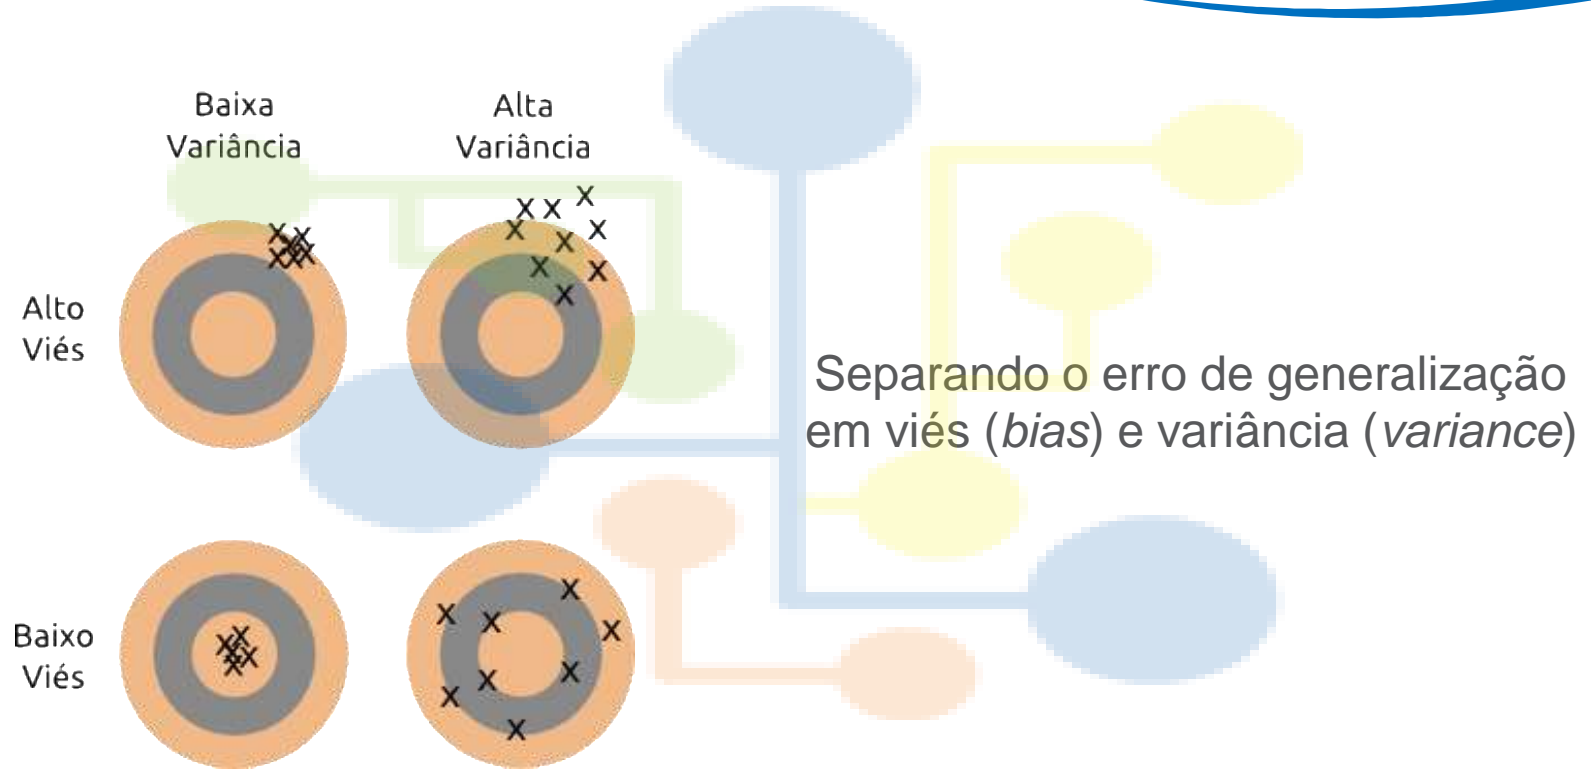 Baixa
Variância
Alta
Variância
Alto
Viés
Baixo
Viés
Separando o erro de generalização
em viés (bias) e variância (variance)